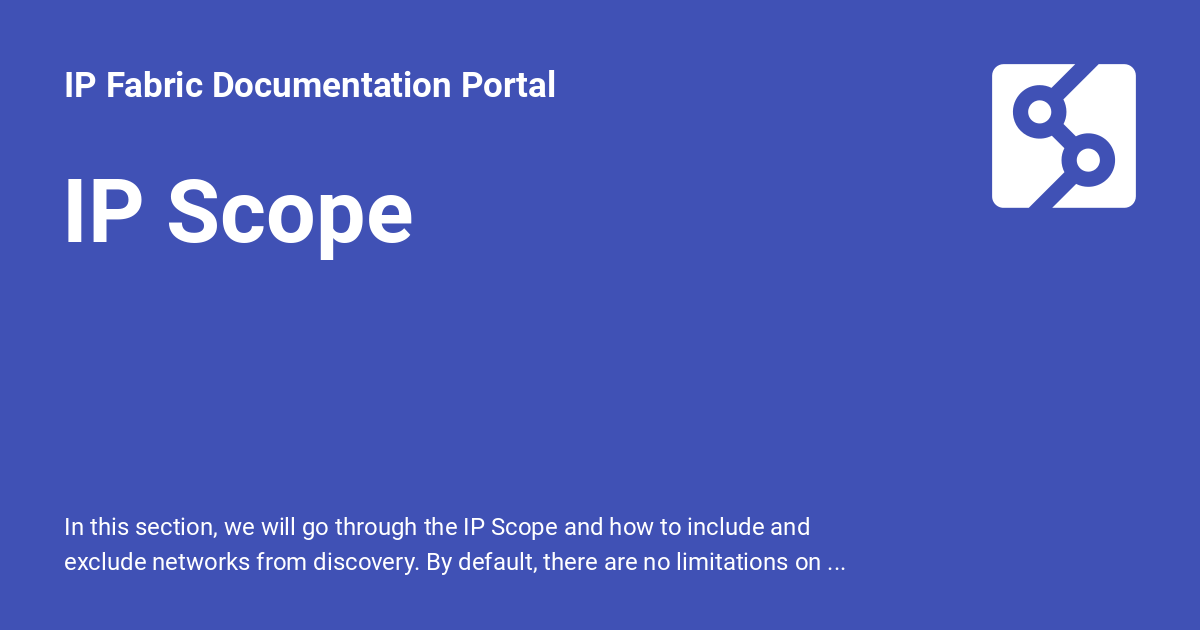 IP Fabric Documentation Portal
IP Scope
In this section, we will go through the IP Scope and how to include and
exclude networks from discovery. By default, there are no limitations on ...